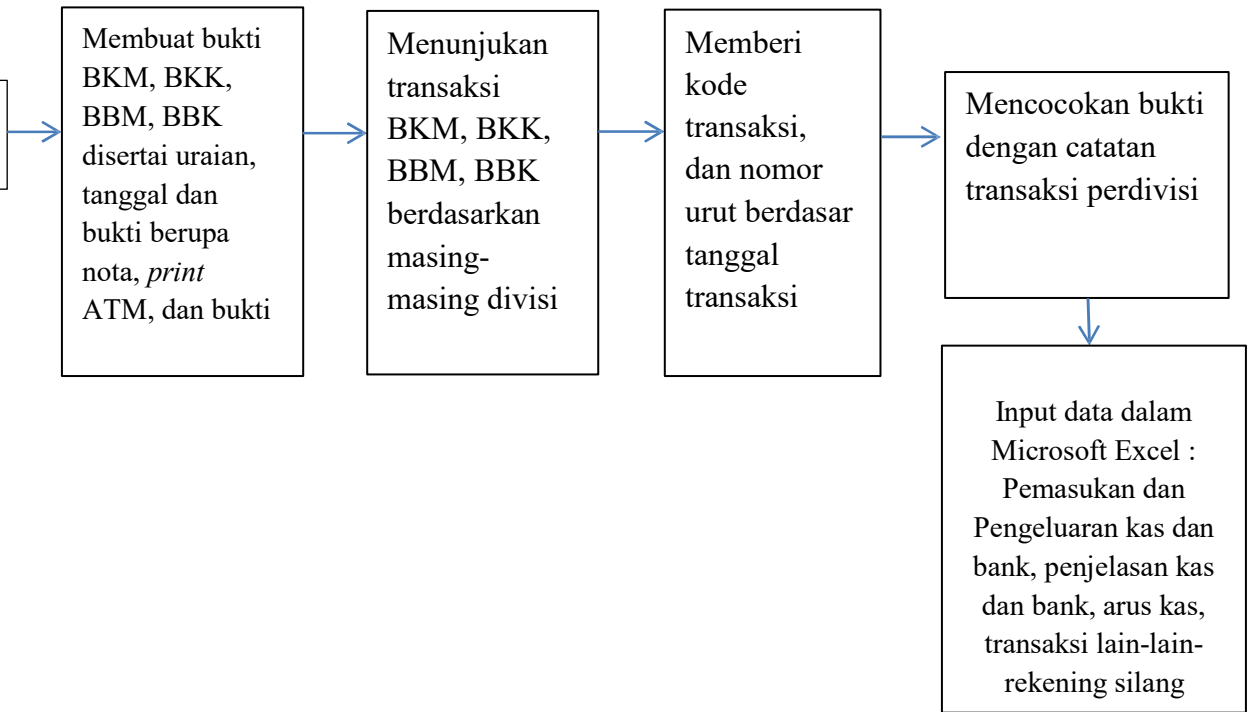 Membuat bukti
BKM, BKK,
BBM, BBK
disertai uraian,
tanggal dan
bukti berupa
nota, print
ATM, dan bukti
Menunjukan
transaksi
BKM, BKK,
BBM, BBK
berdasarkan
masing-
masing divisi
Memberi
kode
transaksi,
dan nomor
urut berdasar
tanggal
transaksi
Mencocokan bukti
dengan catatan
transaksi perdivisi
Input data dalam
Microsoft Excel :
Pemasukan dan
Pengeluaran kas dan
bank, penjelasan kas
dan bank, arus kas,
transaksi lain-lain-
rekening silang